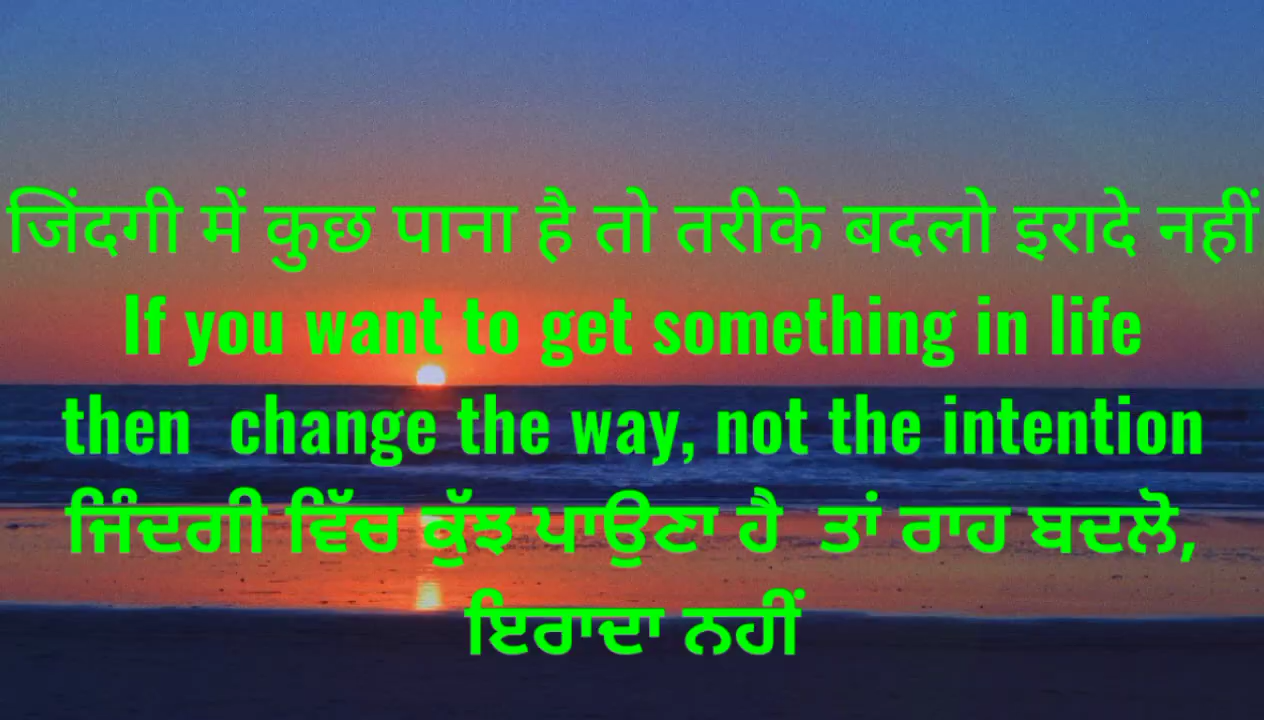 जिंदगी में कुछ पाना है तो तरीके बदलो इरादे नहीं
If you want to get something in life
then  change the way, not the intention
ਜਿੰਦਗੀ ਵਿੱਚ ਕੁੱਝ ਪਾਉਣਾ ਹੈ  ਤਾਂ ਰਾਹ ਬਦਲੋ,
ਇਰਾਦਾ ਨਹੀਂ